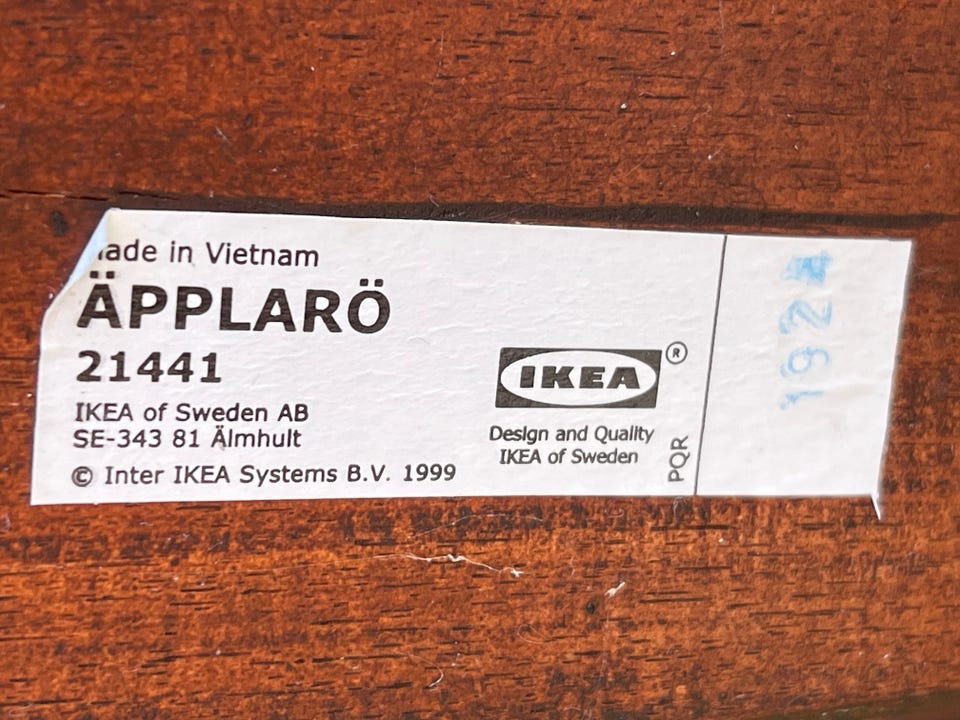 ade in Vietnam
ÄPPLARÖ
21441
IKEA of Sweden AB
SE-343 81 Älmhult
© Inter IKEA Systems B.V. 1999
IKEA®
Design and Quality
IKEA of Sweden
PQR
1924